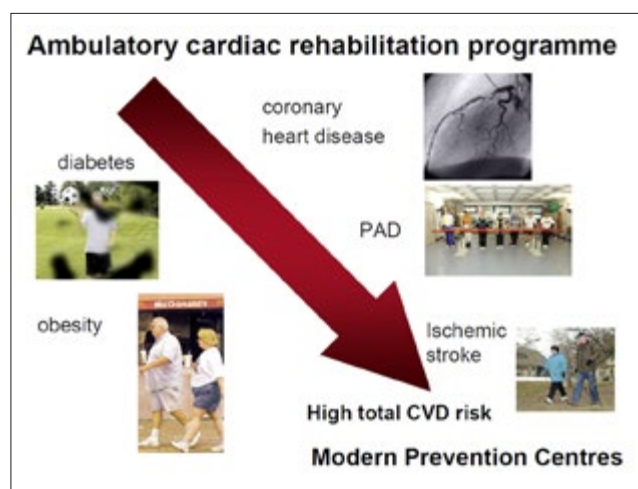 Ambulatory cardiac rehabilitation programme
coronary
heart disease
diabetes
PAD
McDonald's
obesity
Ischemic
stroke
High total CVD risk
Modern Prevention Centres